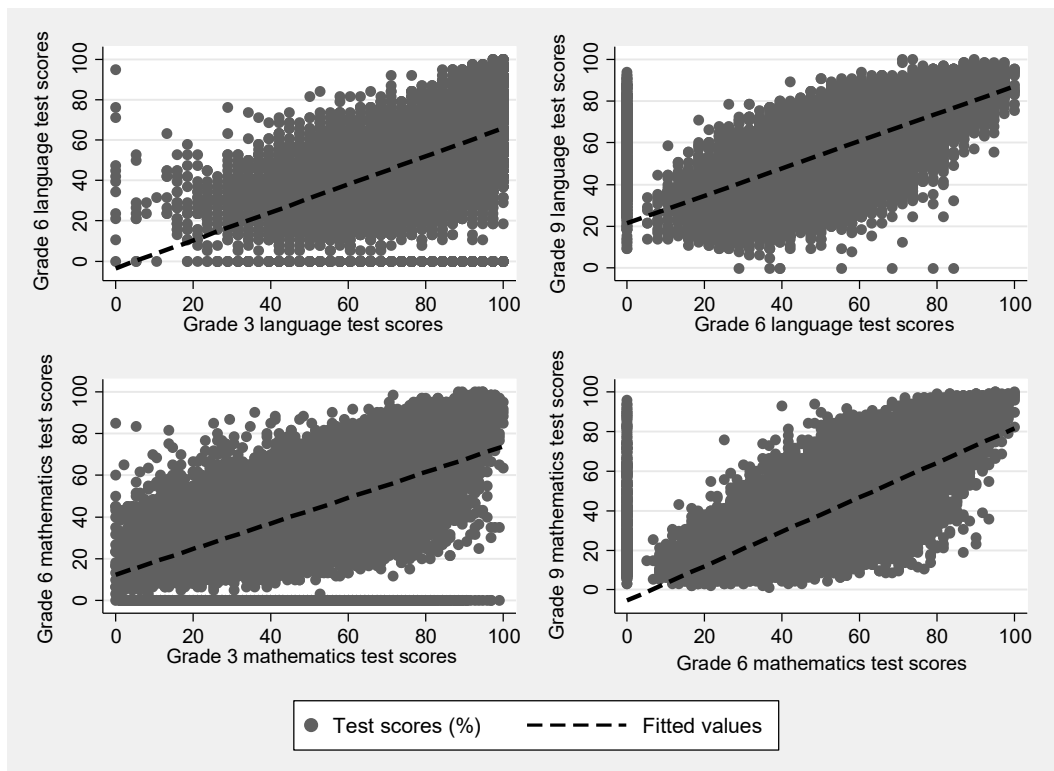 Grade 6 language test scores
0 20 40 60 80 100
0 20 40 60 80 100
Grade 3 language test scores
Grade 9 language test scores
0 20 40 60 80 100
0 20 40 60 80 100
Grade 6 language test scores
Grade 6 mathematics test scores
0 20 40 60 80 100
0 20 40 60 80 100
Grade 3 mathematics test scores
Grade 9 mathematics test scores
0 20 40 60 80 100
0 20 40 60 80 100
Grade 6 mathematics test scores
Test scores (%) Fitted values